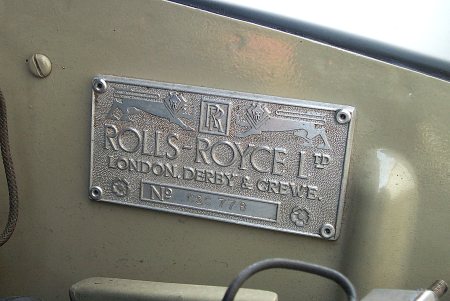 RR
ROLLS-ROYCE LTD
LONDON, DERBY & CREWE.
No